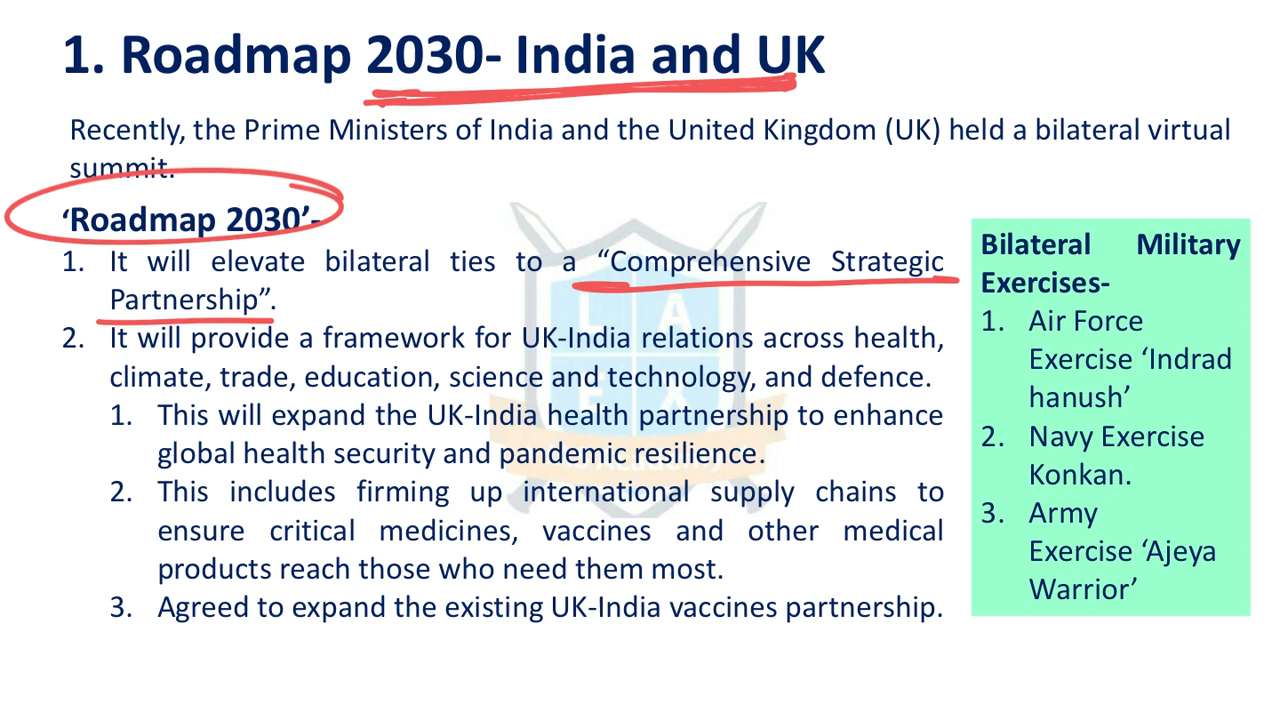 1. Roadmap 2030- India and UK
Recently, the Prime Ministers of India and the United Kingdom (UK) held a bilateral virtual
summit.
‘Roadmap 2030’-
1. It will elevate bilateral ties to a “Comprehensive Strategic
Partnership”.
2. It will provide a framework for UK-India relations across health,
climate, trade, education, science and technology, and defence.
1. This will expand the UK-India health partnership to enhance
global health security and pandemic resilience.
2. This includes firming up international supply chains to
ensure critical medicines, vaccines and other medical
products reach those who need them most.
3. Agreed to expand the existing UK-India vaccines partnership.
Bilateral Military
Exercises-
1. Air Force
Exercise ‘Indrad
hanush’
2. Navy Exercise
Konkan.
3. Army
Exercise ‘Ajeya
Warrior’
L A